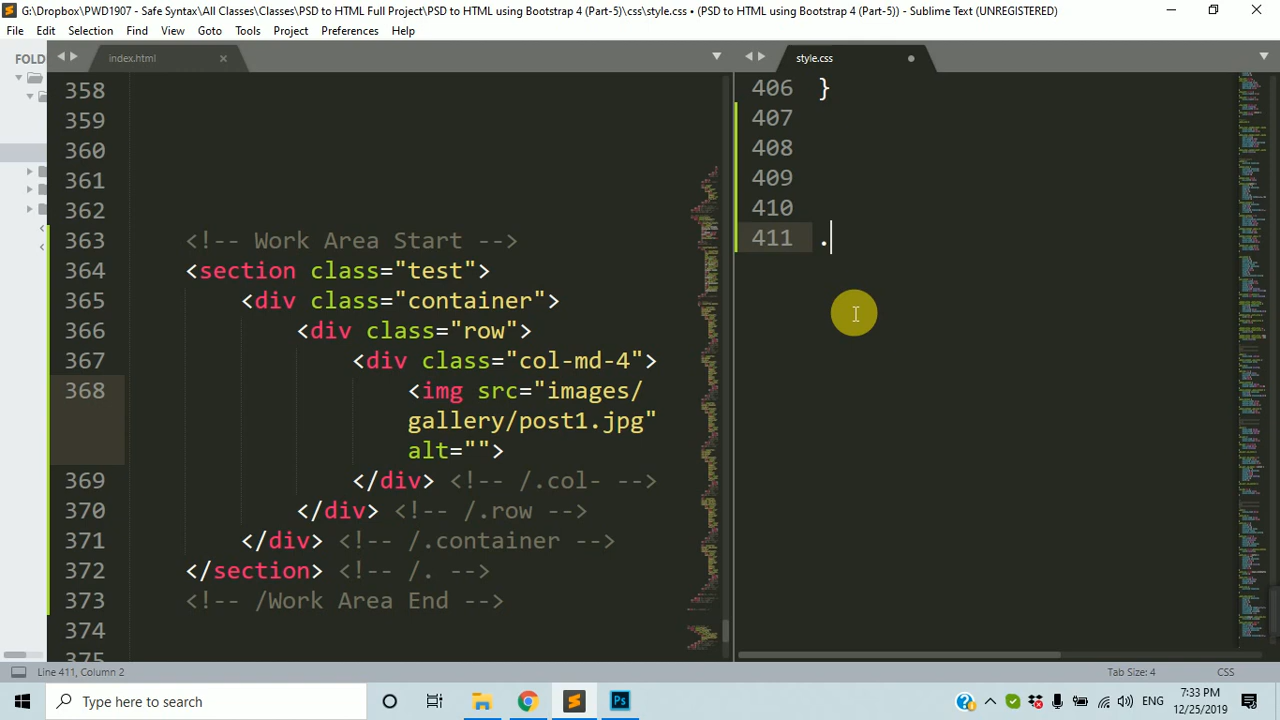 G:\Dropbox\PWD1907 - Safe Syntax\All Classes\Classes\PSD to HTML Full Project\PSD to HTML using Bootstrap 4 (Part-5)\css\style.css • (PSD to HTML using Bootstrap 4 (Part-5)) - Sublime Text (UNREGISTERED)
File Edit Selection Find View Goto Tools Project Preferences Help
FOLD
index.html
358
359
360
361
362
363 <!-- Work Area Start -->
364 <section class="test">
365 <div class="container">
366 <div class="row">
367 <div class="col-md-4">
368 <img src="images/
gallery/post1.jpg"
alt="">
369 </div> <!-- /.col- -->
370 </div> <!-- /.row -->
371 </div> <!-- /.container -->
372 </section> <!-- /. -->
373 <!-- /Work Area End -->
374
375
style.css
406 }
407
408
409
410
411 .
Line 411, Column 2
Tab Size: 4
CSS
Type here to search
Ps
ENG
7:33 PM
12/25/2019